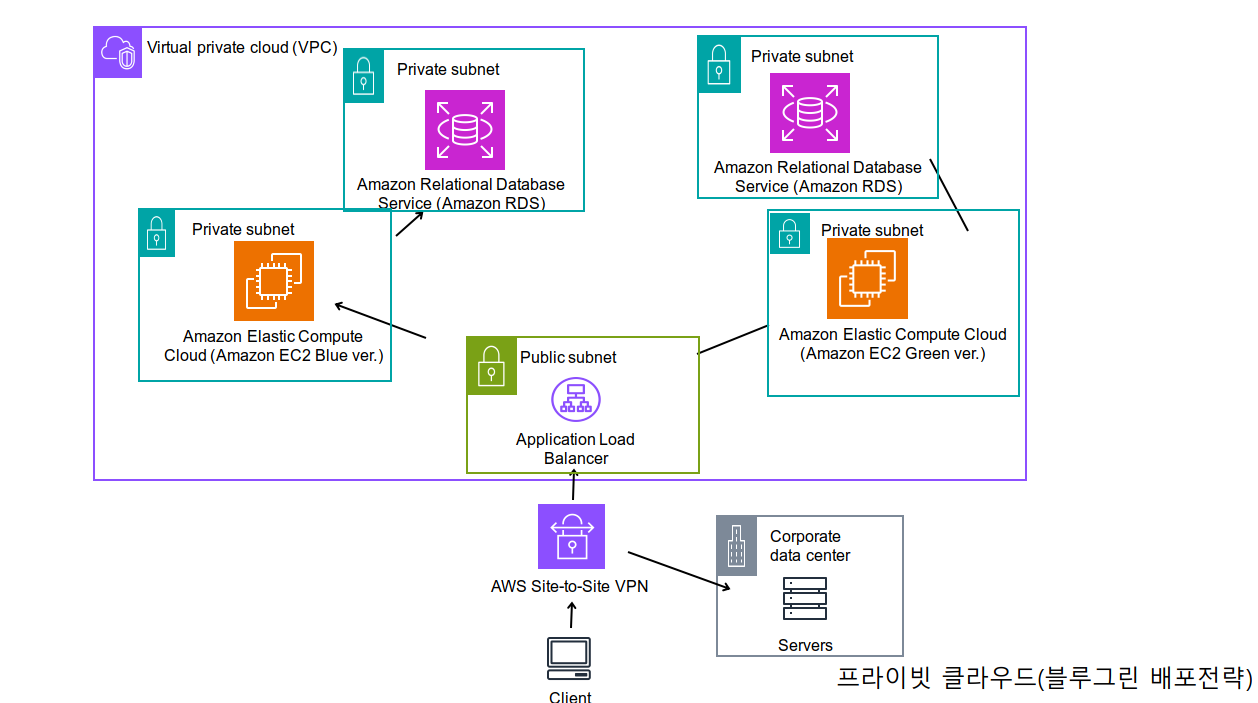 Virtual private cloud (VPC)
Private subnet
Amazon Relational Database
Service (Amazon RDS)
Private subnet
Amazon Relational Database
Service (Amazon RDS)
Private subnet
Amazon Elastic Compute
Cloud (Amazon EC2 Blue ver.)
Private subnet
Amazon Elastic Compute Cloud
(Amazon EC2 Green ver.)
Public subnet
Application Load
Balancer
AWS Site-to-Site VPN
Corporate
data center
Servers
Client
프라이빗 클라우드(블루그린 배포전략)